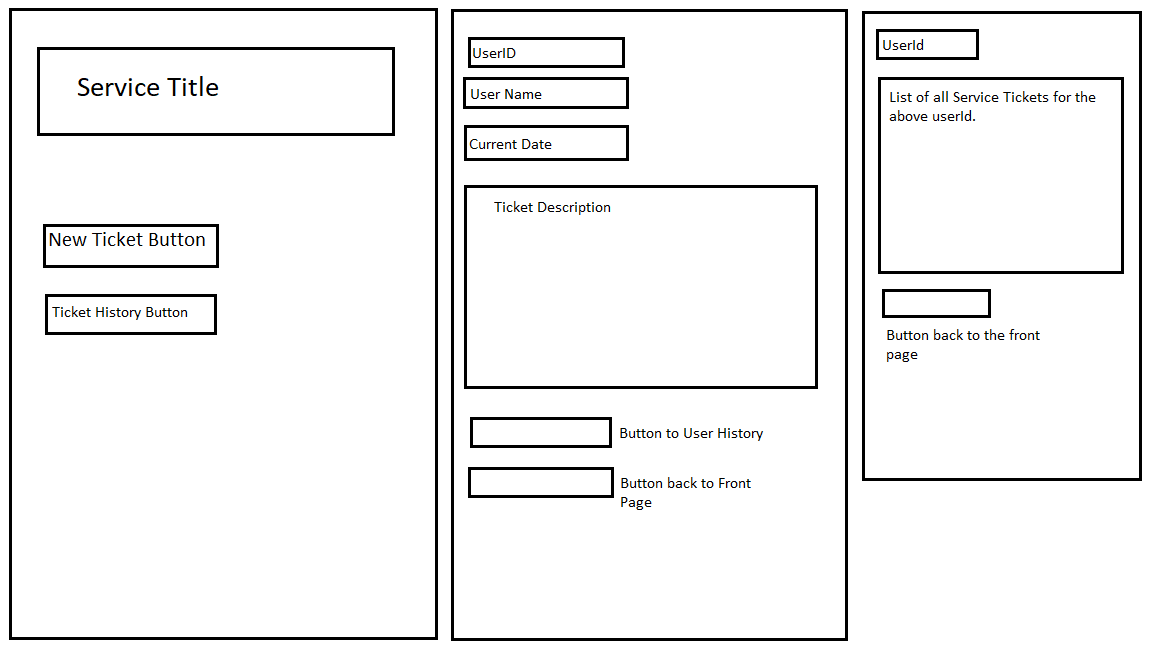 Service Title
New Ticket Button
Ticket History Button
UserID
User Name
Current Date
Ticket Description
Button to User History
Button back to Front
Page
UserId
List of all Service Tickets for the
above userId.
Button back to the front
page